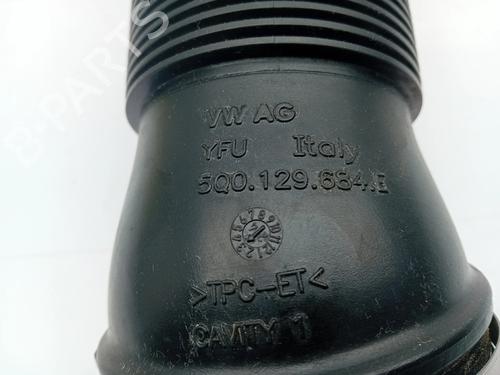 VW AG
YFU Italy
5Q0.129.684.E
>TPC-ET<
CAVITY 1